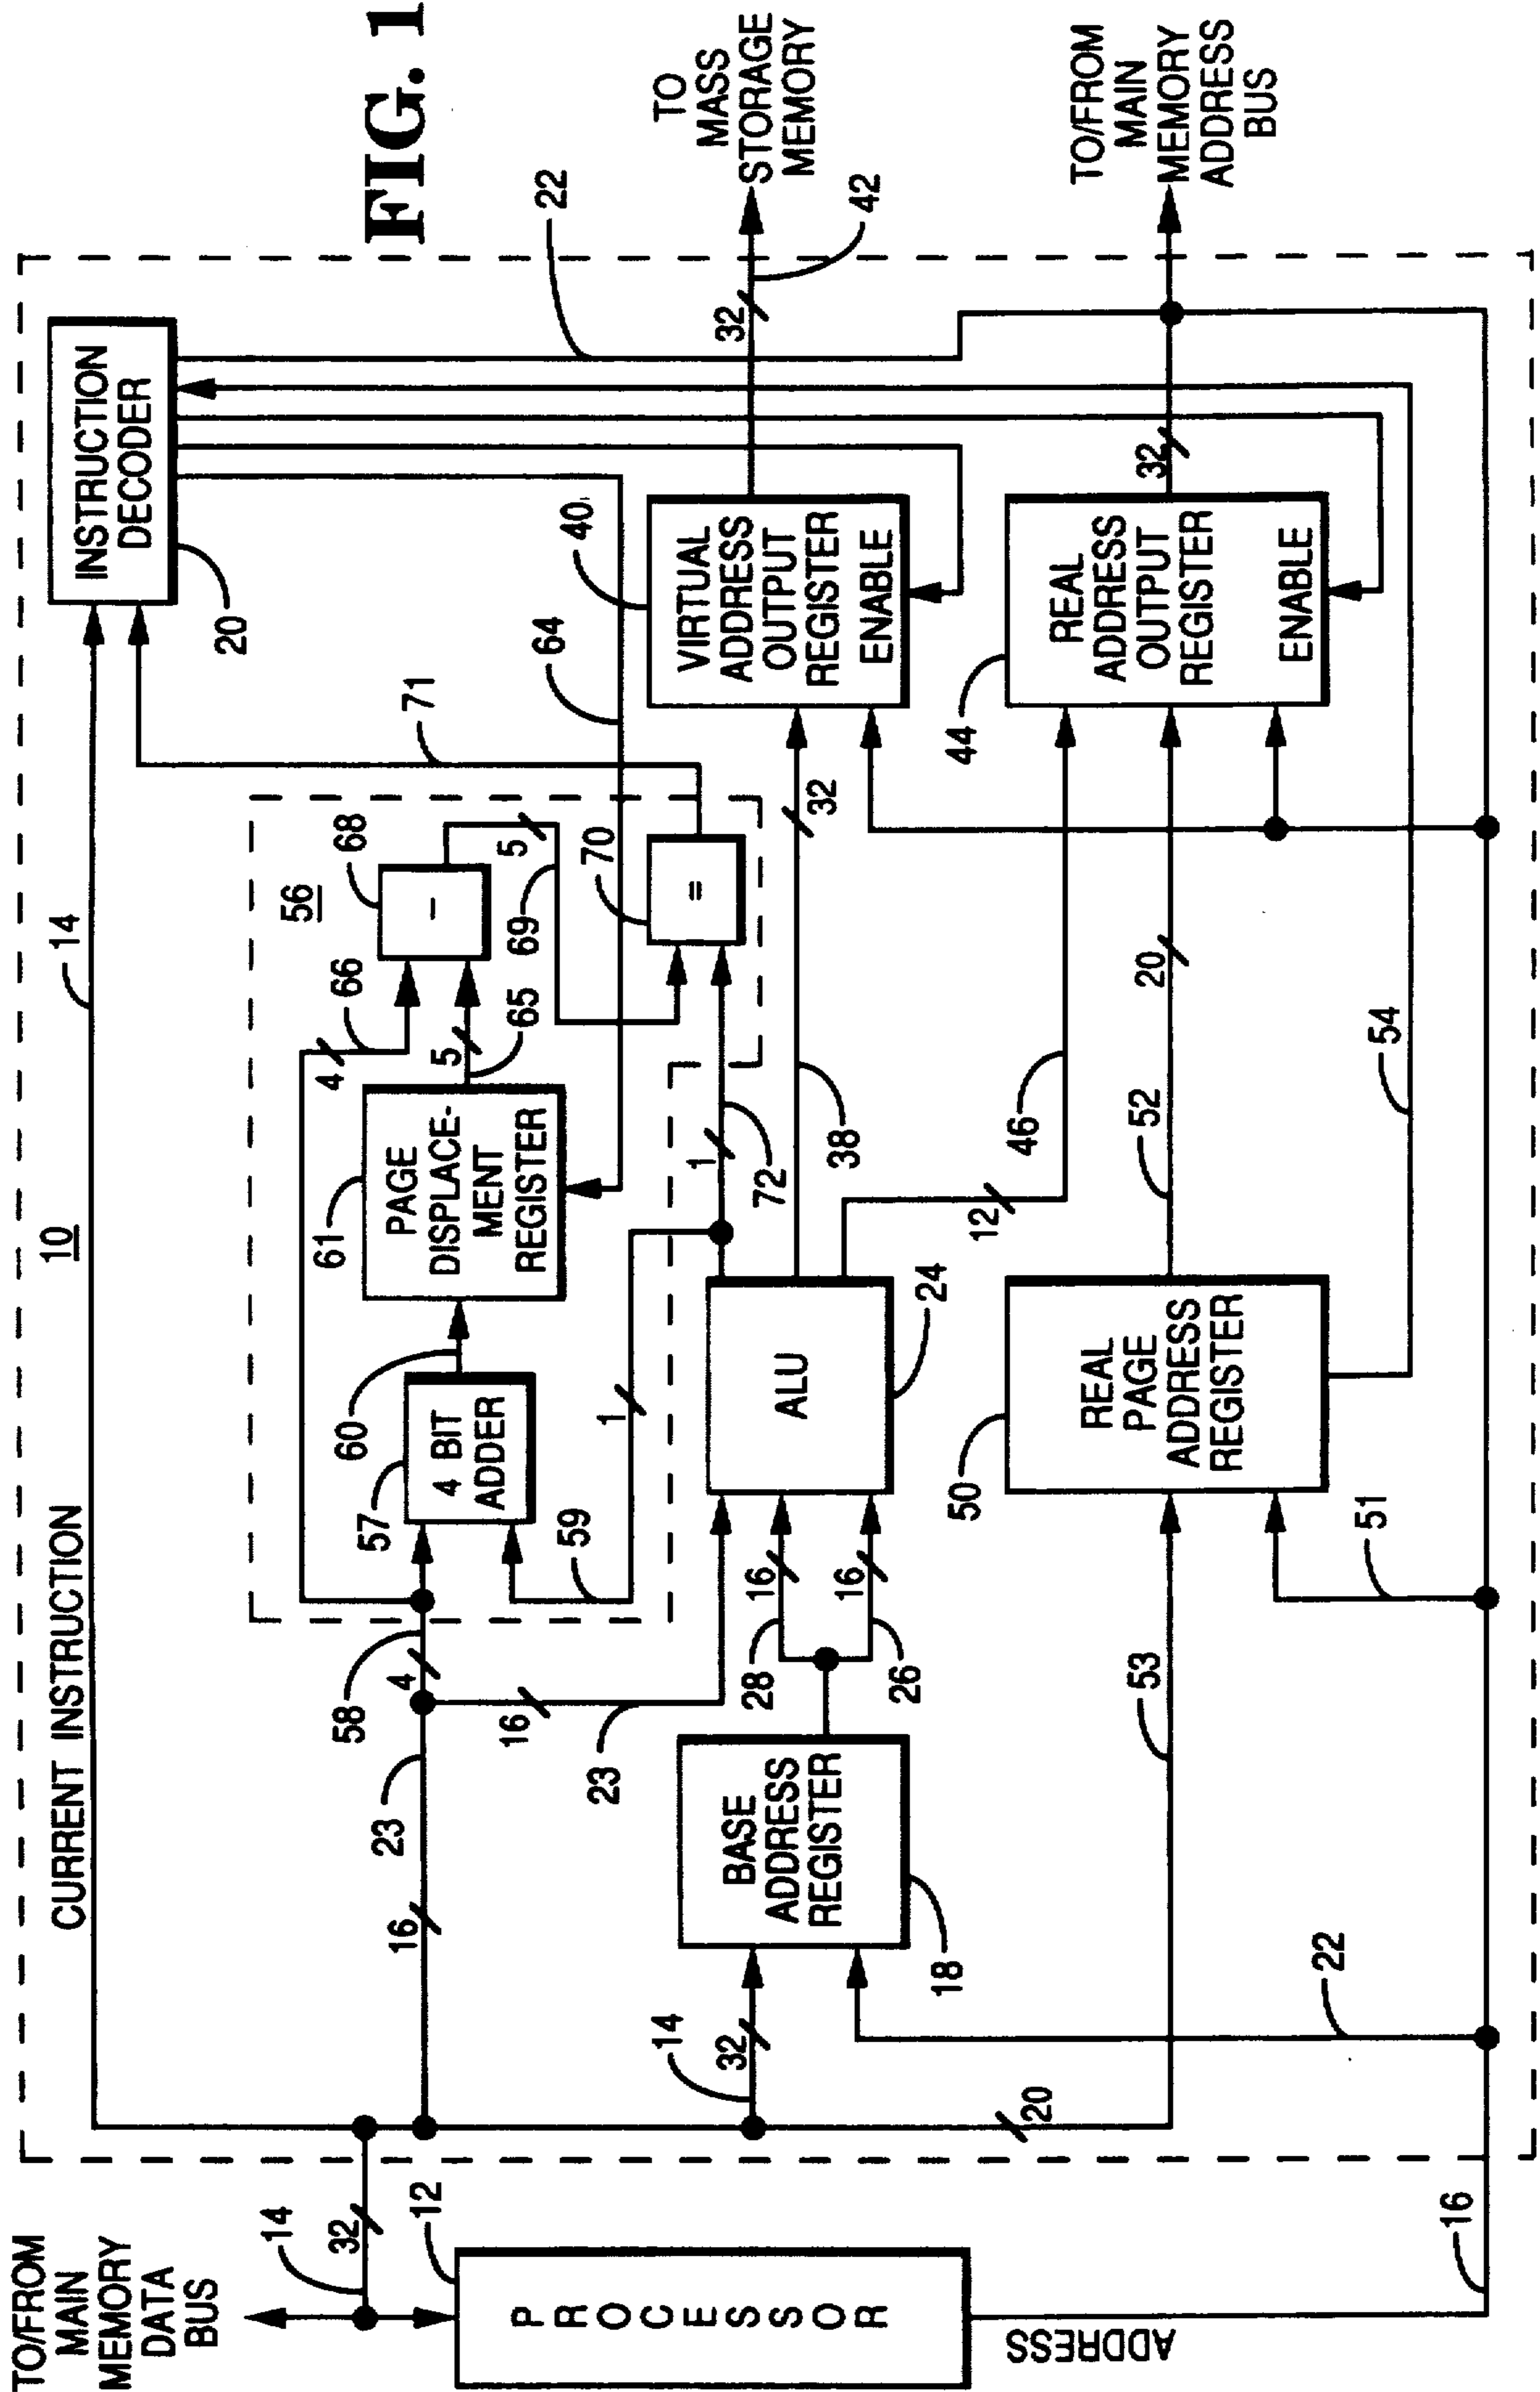 FIG. 1
TO/FROM
MAIN
MEMORY
DATA
BUS
14
32
12
PROCESSOR
ADDRESS
16
CURRENT INSTRUCTION
10
14
INSTRUCTION
DECODER
20
22
16
23
58
4
16
23
57
4 BIT
ADDER
60
59
1
61
PAGE
DISPLACE-
MENT
REGISTER
4
66
5
65
68
–
56
5
69
70
=
71
64
1
72
14
32
BASE
ADDRESS
REGISTER
18
28
16
16
26
ALU
24
38
32
12
46
40
VIRTUAL
ADDRESS
OUTPUT
REGISTER
ENABLE
32
42
TO
MASS
STORAGE
MEMORY
20
53
22
51
50
REAL
PAGE
ADDRESS
REGISTER
52
20
54
44
REAL
ADDRESS
OUTPUT
REGISTER
ENABLE
32
TO/FROM
MAIN
MEMORY
ADDRESS
BUS